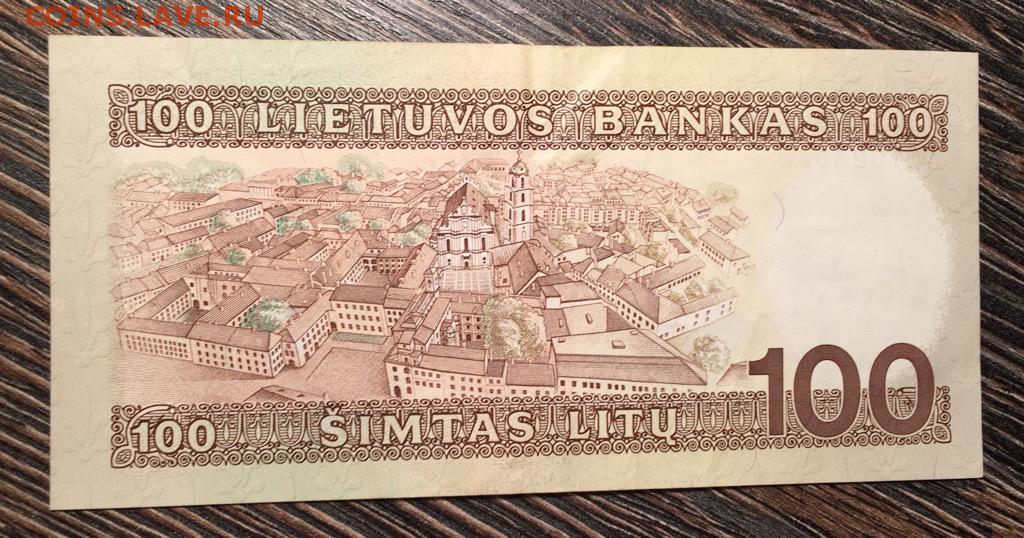 COINS.LAVE.RU
100 LIETUVOS BANKAS 100
100 ŠIMTAS LITŲ 100